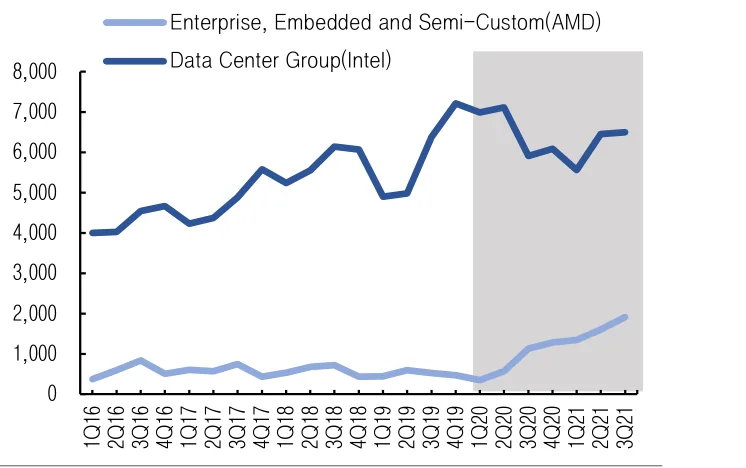 Enterprise, Embedded and Semi-Custom(AMD)
Data Center Group(Intel)
8,000
7,000
6,000
5,000
4,000
3,000
2,000
1,000
0
1Q16
2Q16
3Q16
4Q16
1Q17
2Q17
3Q17
4Q17
1Q18
2Q18
3Q18
4Q18
1Q19
2Q19
3Q19
4Q19
1Q20
2Q20
3Q20
4Q20
1Q21
2Q21
3Q21